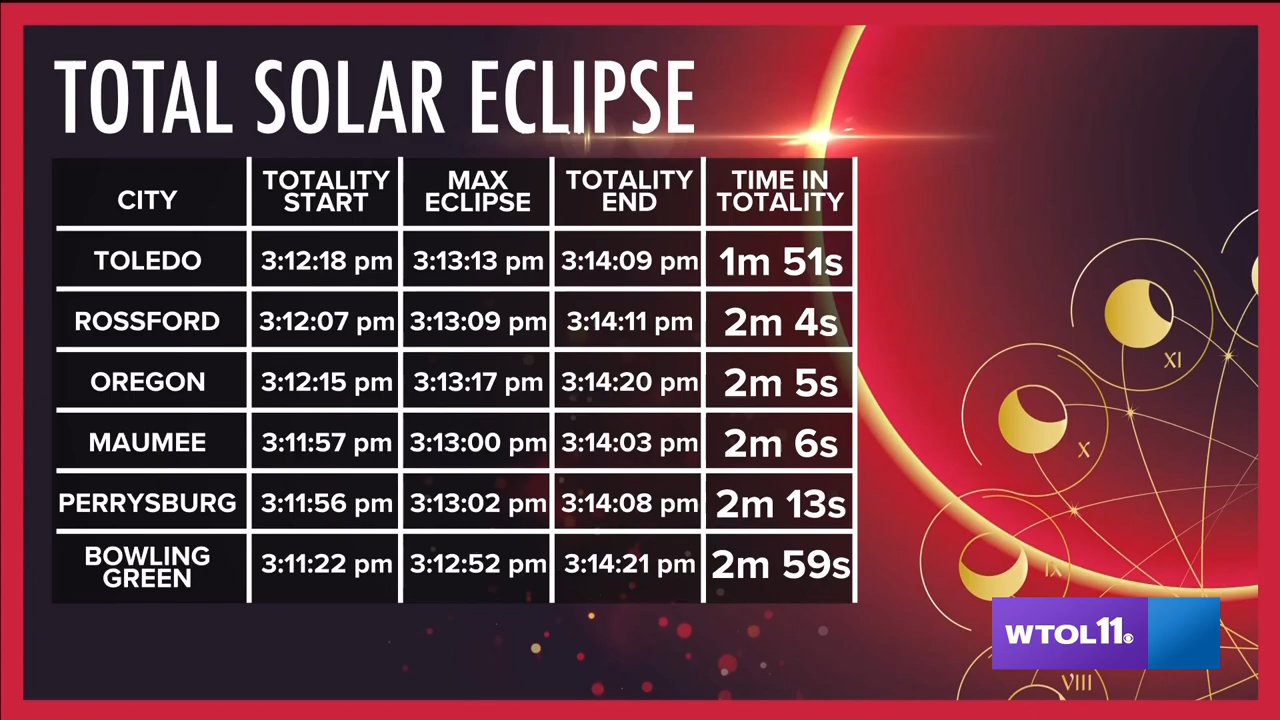 TOTAL SOLAR ECLIPSE
CITY TOTALITY START MAX ECLIPSE TOTALITY END TIME IN TOTALITY
TOLEDO 3:12:18 pm 3:13:13 pm 3:14:09 pm 1m 51s
ROSSFORD 3:12:07 pm 3:13:09 pm 3:14:11 pm 2m 4s
OREGON 3:12:15 pm 3:13:17 pm 3:14:20 pm 2m 5s
MAUMEE 3:11:57 pm 3:13:00 pm 3:14:03 pm 2m 6s
PERRYSBURG 3:11:56 pm 3:13:02 pm 3:14:08 pm 2m 13s
BOWLING GREEN 3:11:22 pm 3:12:52 pm 3:14:21 pm 2m 59s
XI
X
IX
WTOL11
VIII